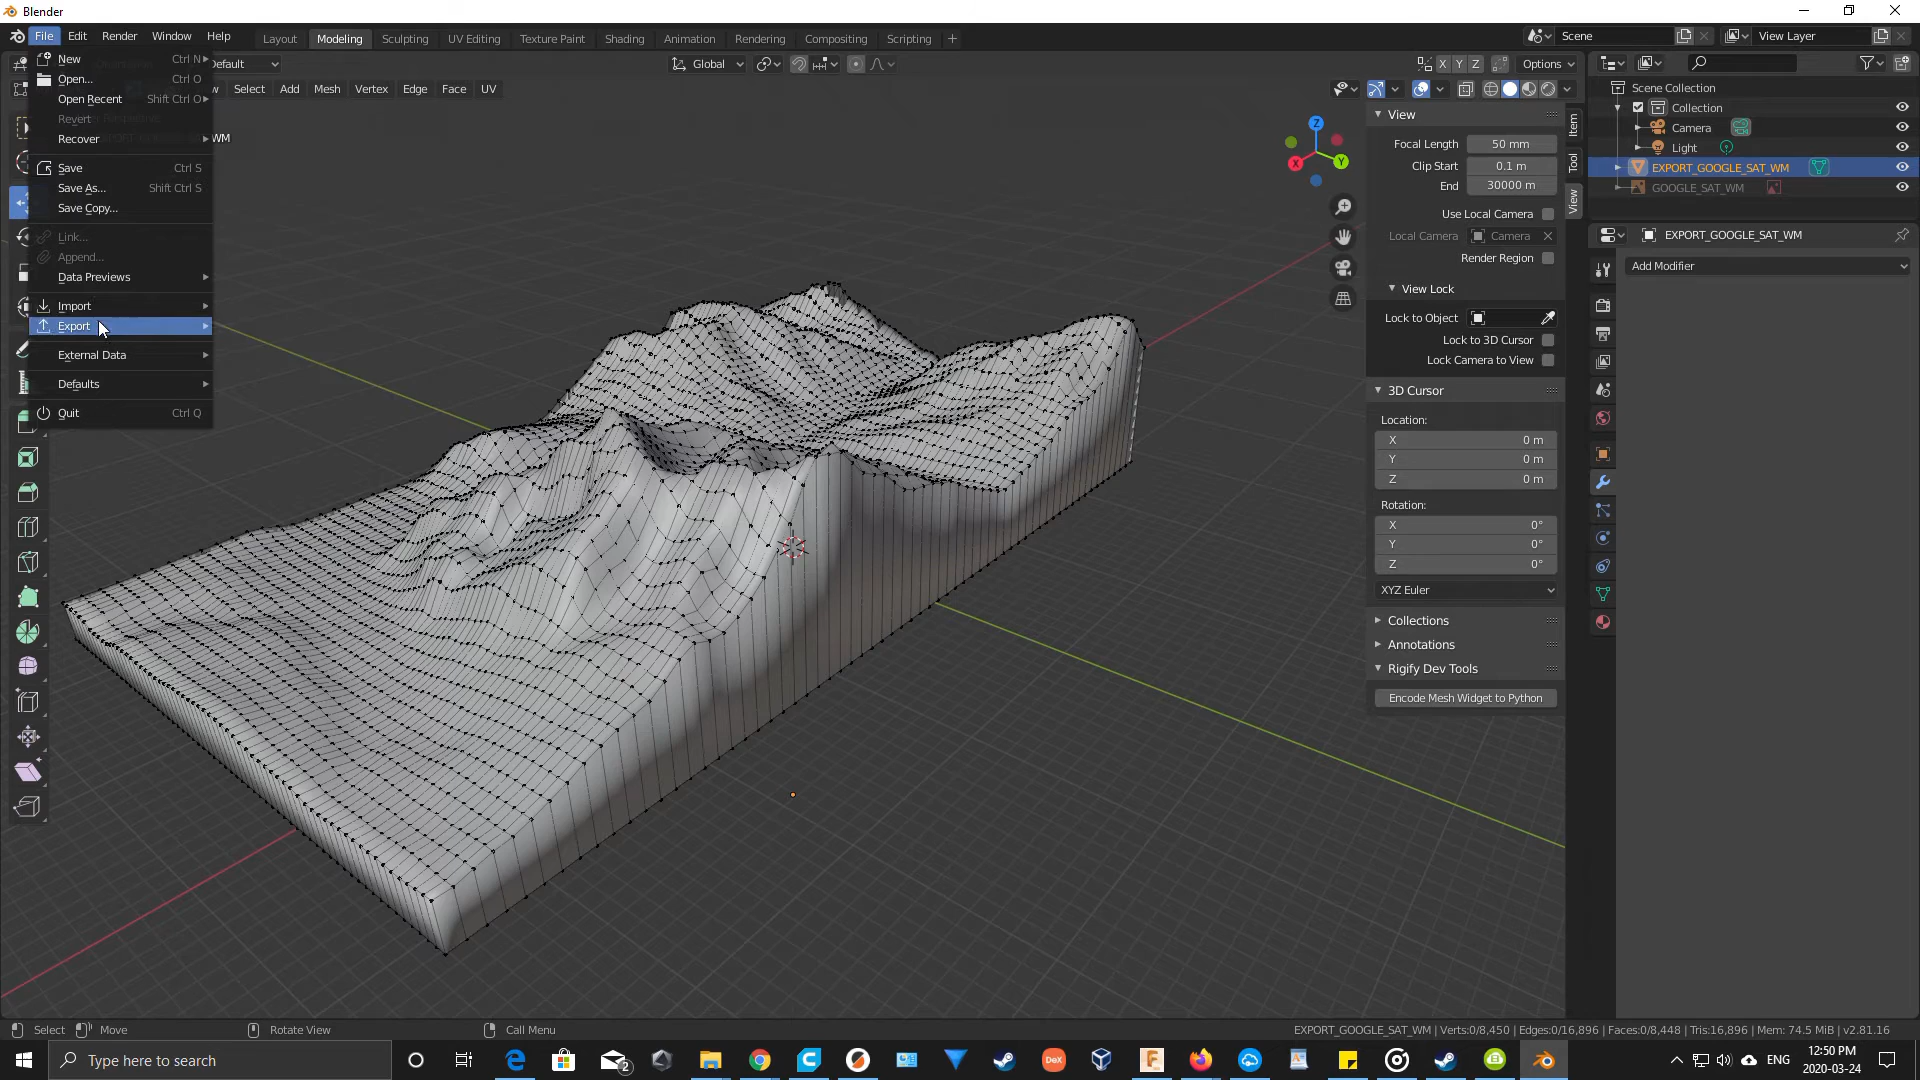 Blender
File Edit Render Window Help
Layout Modeling Sculpting UV Editing Texture Paint Shading Animation Rendering Compositing Scripting +
Scene
View Layer
Default
Global
X Y Z
Options
Select Add Mesh Vertex Edge Face UV
New Ctrl N
Open... Ctrl O
Open Recent Shift Ctrl O
Revert
Recover
Save Ctrl S
Save As... Shift Ctrl S
Save Copy...
Link...
Append...
Data Previews
Import
Export
External Data
Defaults
Quit Ctrl Q
WM
Z
X
Y
View
Focal Length 50 mm
Clip Start 0.1 m
End 30000 m
Use Local Camera
Local Camera Camera
Render Region
View Lock
Lock to Object
Lock to 3D Cursor
Lock Camera to View
3D Cursor
Location:
X 0 m
Y 0 m
Z 0 m
Rotation:
X 0°
Y 0°
Z 0°
XYZ Euler
Collections
Annotations
Rigify Dev Tools
Encode Mesh Widget to Python
Item
Tool
View
Scene Collection
Collection
Camera
Light
EXPORT_GOOGLE_SAT_WM
GOOGLE_SAT_WM
EXPORT_GOOGLE_SAT_WM
Add Modifier
Select Move Rotate View Call Menu
EXPORT_GOOGLE_SAT_WM | Verts:0/8,450 | Edges:0/16,896 | Faces:0/8,448 | Tris:16,896 | Mem: 74.5 MiB | v2.81.16
Type here to search
2
DeX
ENG
12:50 PM
2020-03-24